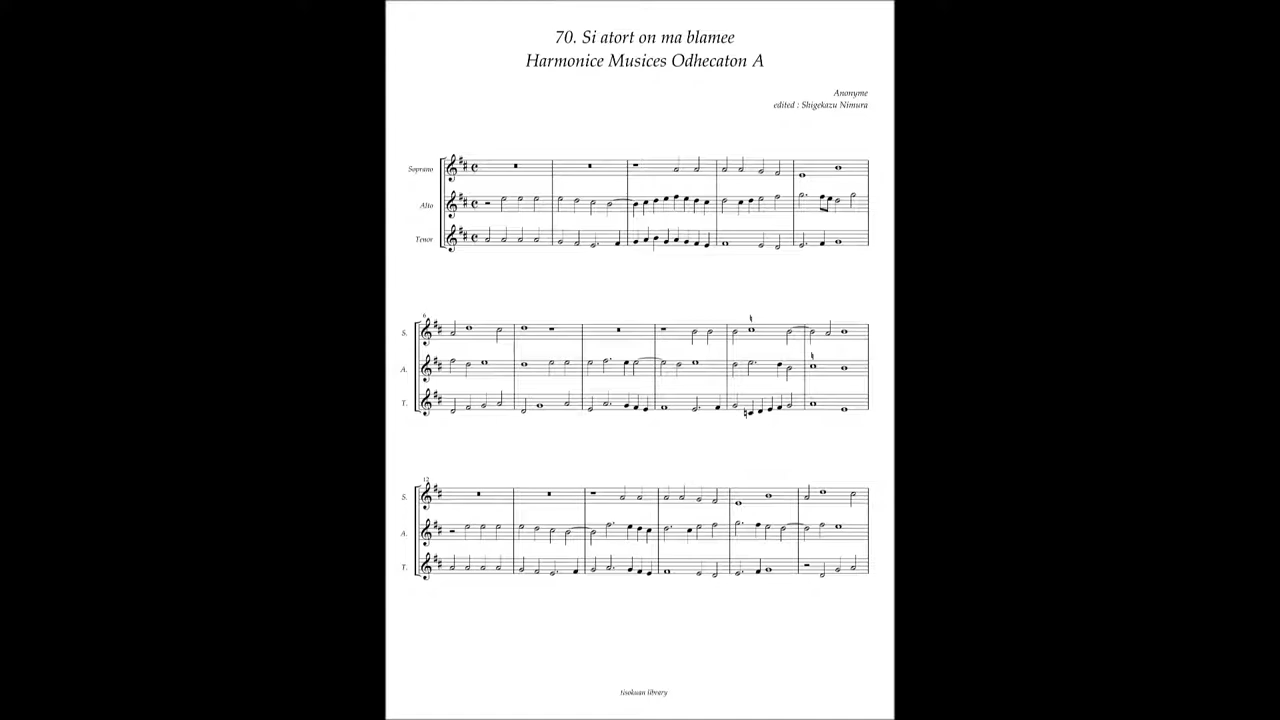 70. Si atort on ma blamee
Harmonice Musices Odhecaton A
Anonyme
edited : Shigekazu Nimura
Soprano
Alto
Tenor
6
S.
A.
T.
12
S.
A.
T.
tisokuan library